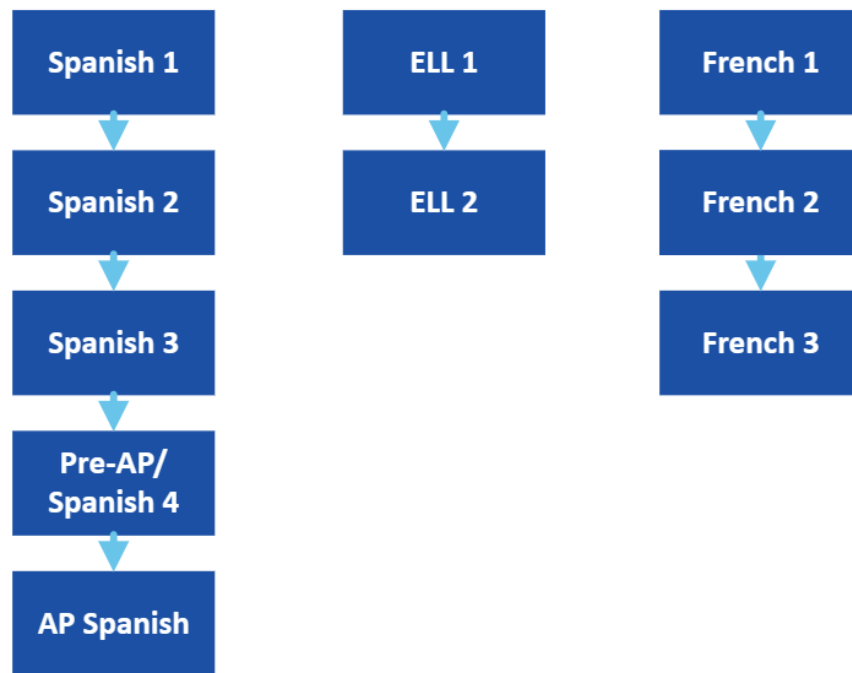 Spanish 1
Spanish 2
Spanish 3
Pre-AP/
Spanish 4
AP Spanish
ELL 1
ELL 2
French 1
French 2
French 3